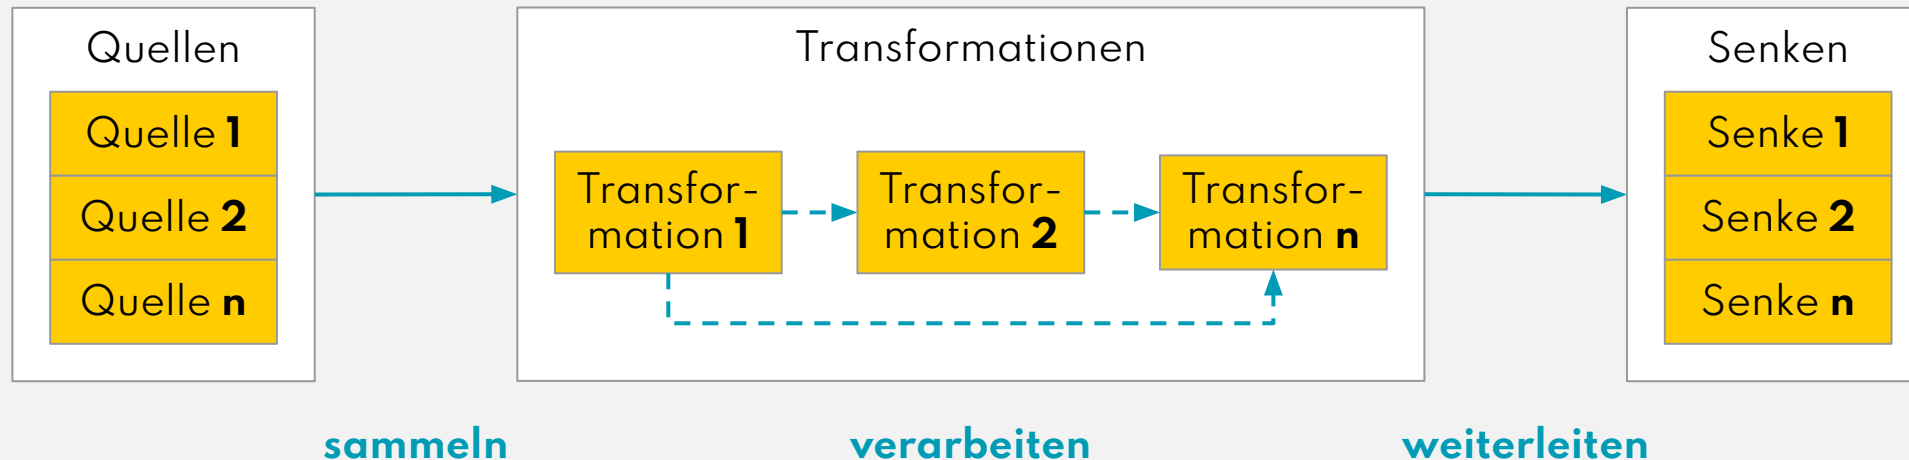 Quellen
Quelle 1
Quelle 2
Quelle n
Transformationen
Transfor-
mation 1
Transfor-
mation 2
Transfor-
mation n
Senken
Senke 1
Senke 2
Senke n
sammeln
verarbeiten
weiterleiten